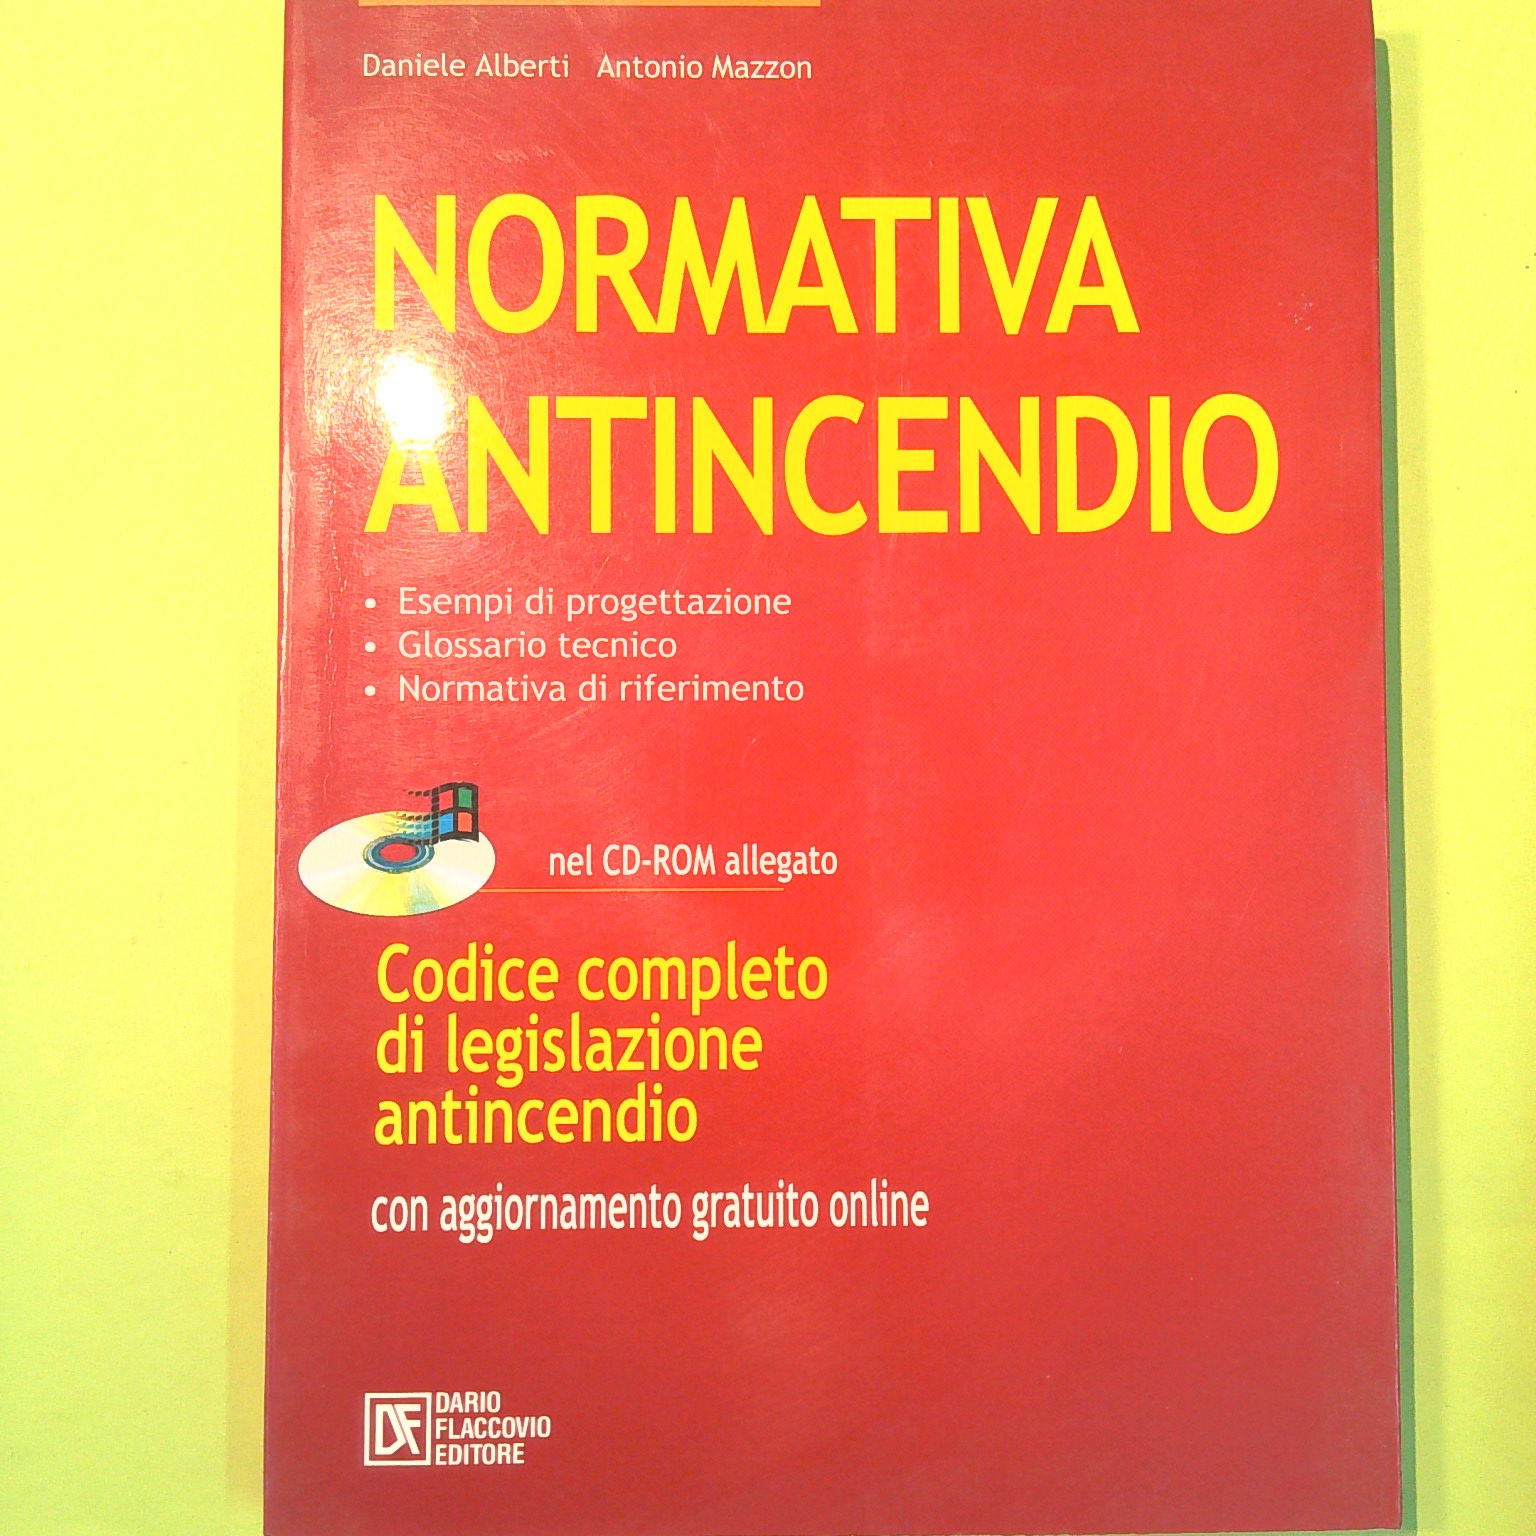 Daniele Alberti Antonio Mazzon
NORMATIVA
ANTINCENDIO
• Esempi di progettazione
• Glossario tecnico
• Normativa di riferimento
nel CD-ROM allegato
Codice completo
di legislazione
antincendio
con aggiornamento gratuito online
DF
DARIO
FLACCOVIO
EDITORE